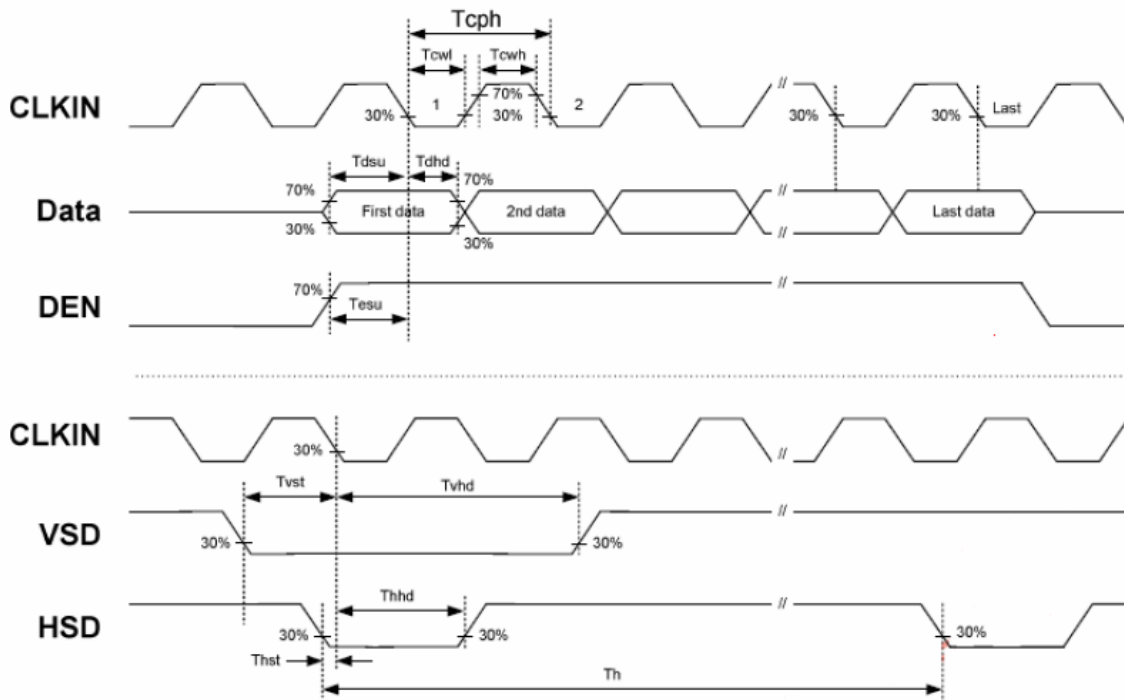 Tcph
Tcwl Tcwh
CLKIN 30% 1 70% 30% 2 // 30% 30% Last
Tdsu Tdhd
70% 70%
Data First data 2nd data Last data
30% 30% //
DEN 70% //
Tesu
CLKIN 30% //
Tvst Tvhd
VSD 30% 30% //
Thhd
HSD 30% 30% // 30%
Thst
Th